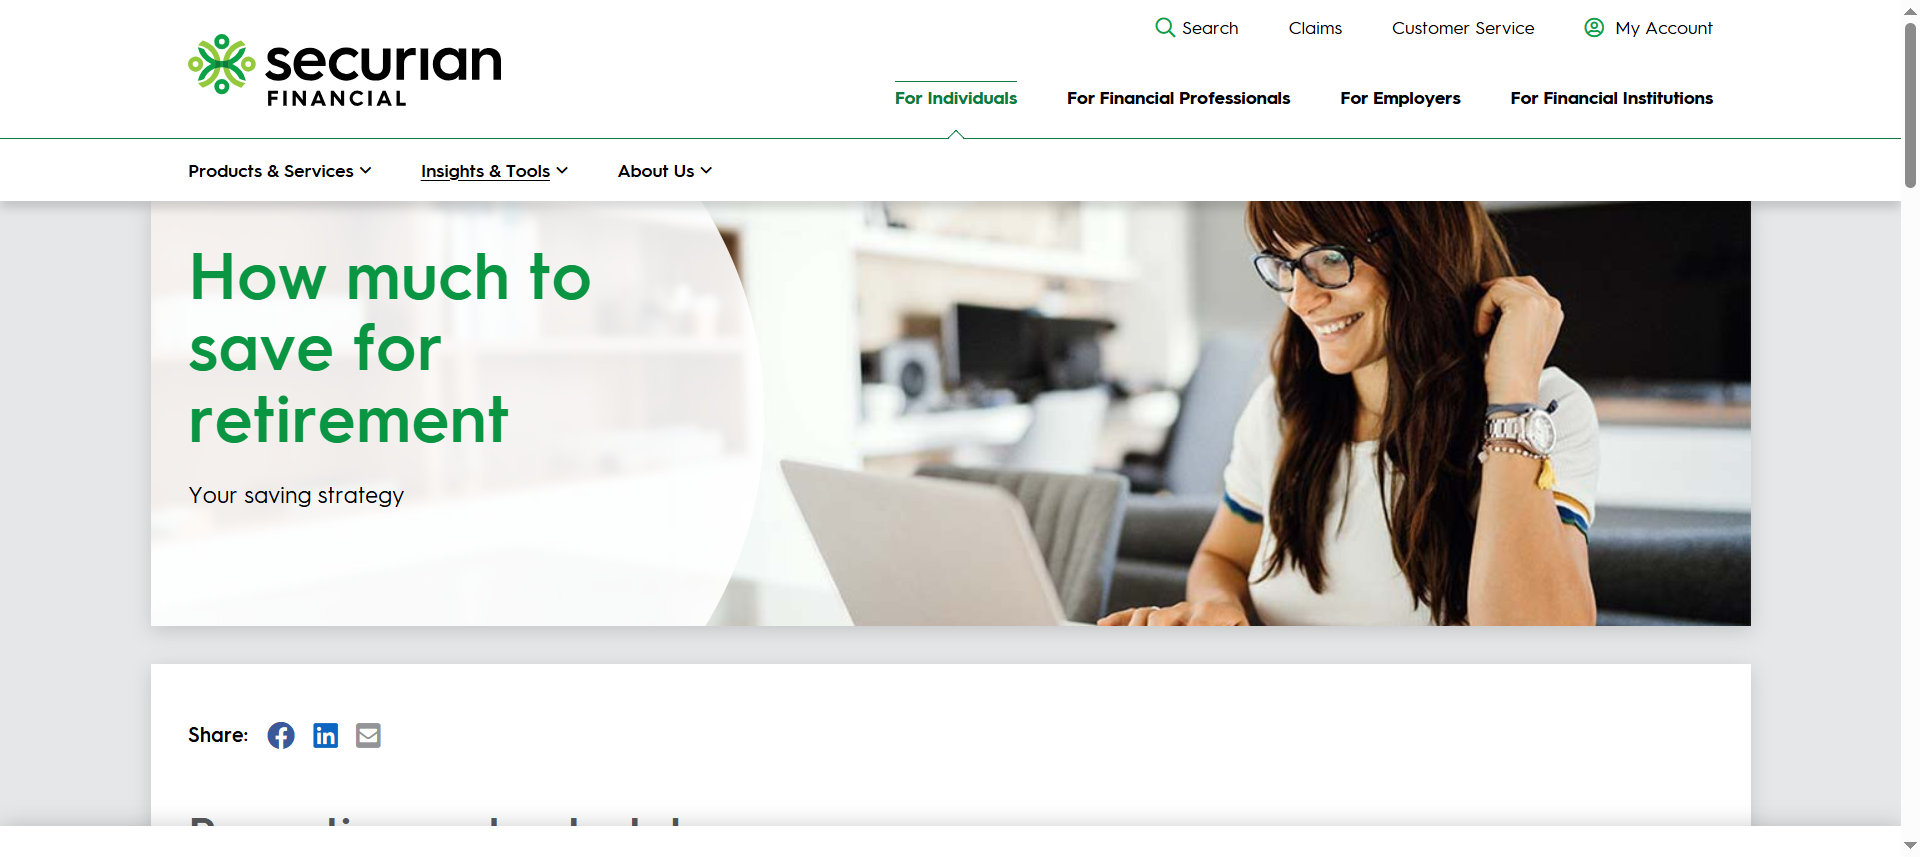 securian
FINANCIAL
Search
Claims
Customer Service
My Account
For Individuals
For Financial Professionals
For Employers
For Financial Institutions
Products & Services
Insights & Tools
About Us
How much to
save for
retirement
Your saving strategy
Share: